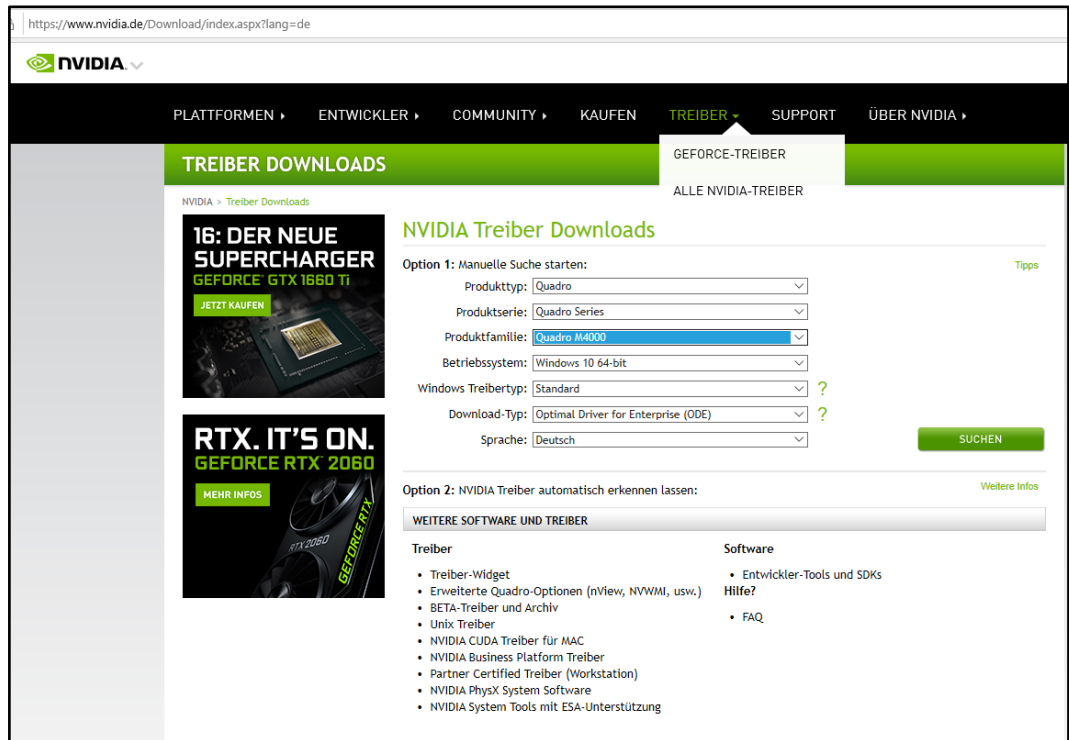 https://www.nvidia.de/Download/index.aspx?lang=de
NVIDIA.
PLATTFORMEN ENTWICKLER COMMUNITY KAUFEN TREIBER SUPPORT ÜBER NVIDIA
GEFORCE-TREIBER
ALLE NVIDIA-TREIBER
TREIBER DOWNLOADS
NVIDIA > Treiber Downloads
16: DER NEUE
SUPERCHARGER
GEFORCE® GTX 1660 Ti
JETZT KAUFEN
RTX. IT'S ON.
GEFORCE RTX™ 2060
MEHR INFOS
RTX 2060
GEFORCE RTX
NVIDIA Treiber Downloads
Option 1: Manuelle Suche starten: Tipps
Produkttyp: Quadro
Produktserie: Quadro Series
Produktfamilie: Quadro M4000
Betriebssystem: Windows 10 64-bit
Windows Treibertyp: Standard ?
Download-Typ: Optimal Driver for Enterprise (ODE) ?
Sprache: Deutsch
SUCHEN
Option 2: NVIDIA Treiber automatisch erkennen lassen: Weitere Infos
WEITERE SOFTWARE UND TREIBER
Treiber
• Treiber-Widget
• Erweiterte Quadro-Optionen (nView, NVWMI, usw.)
• BETA-Treiber und Archiv
• Unix Treiber
• NVIDIA CUDA Treiber für MAC
• NVIDIA Business Platform Treiber
• Partner Certified Treiber (Workstation)
• NVIDIA PhysX System Software
• NVIDIA System Tools mit ESA-Unterstützung
Software
• Entwickler-Tools und SDKs
Hilfe?
• FAQ